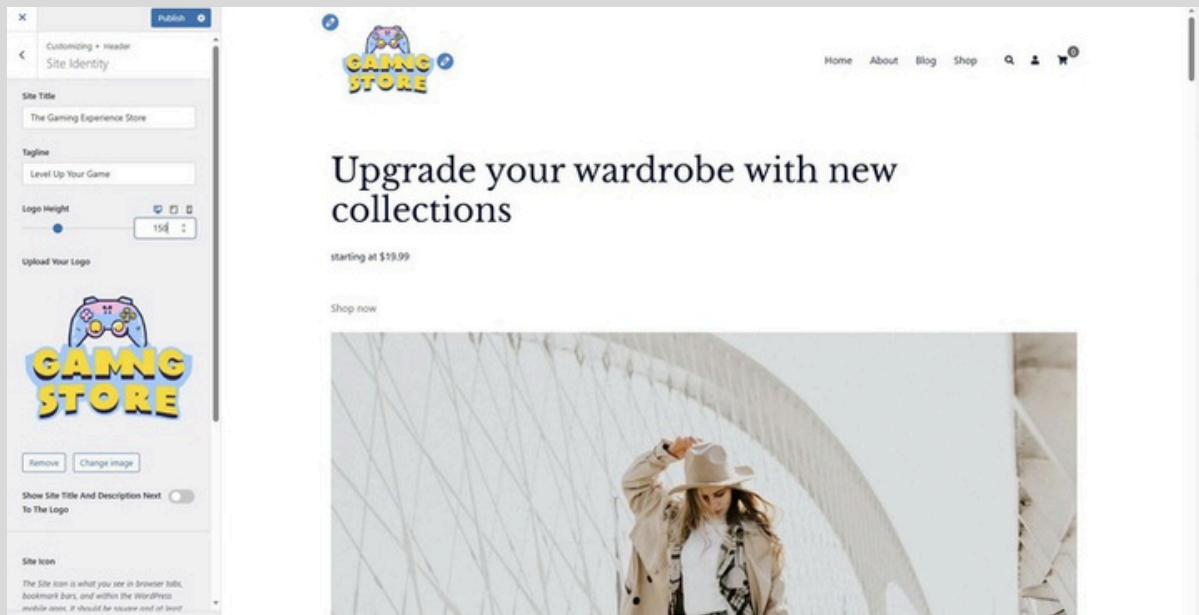 Publish
Customizing • Header
Site Identity
Site Title
The Gaming Experience Store
Tagline
Level Up Your Game
Logo Height
150
Upload Your Logo
GAMNG
STORE
Remove
Change image
Show Site Title And Description Next
To The Logo
Site Icon
The Site Icon is what you see in browser tabs,
bookmark bars, and within the WordPress
mobile apps. It should be square and at least
GAMNG
STORE
Home
About
Blog
Shop
0
Upgrade your wardrobe with new
collections
starting at $19.99
Shop now